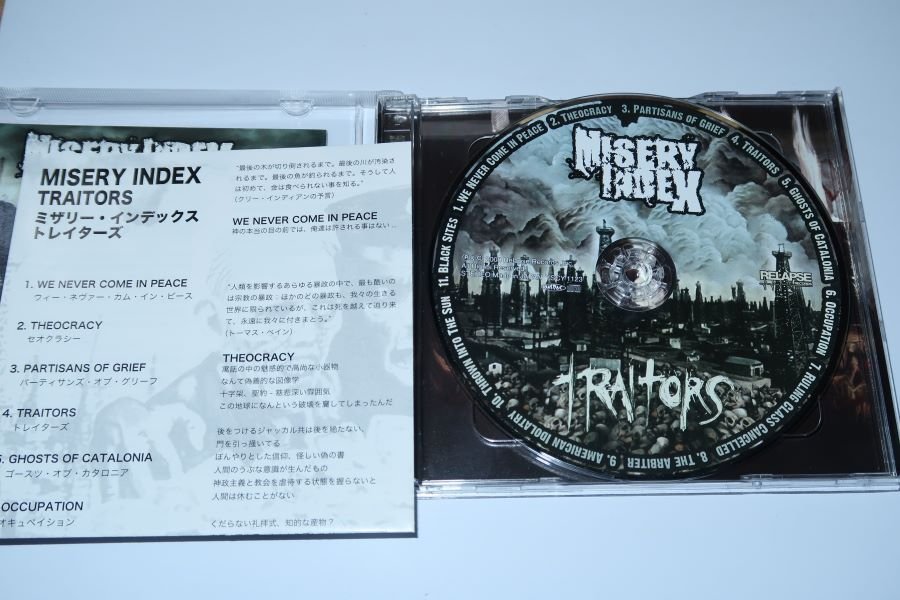 MISERY INDEX
MISERY INDEX
TRAITORS
ミザリー・インデックス
トレイターズ
1. WE NEVER COME IN PEACE
ウィー・ネヴァー・カム・イン・ピース
2. THEOCRACY
セオクラシー
3. PARTISANS OF GRIEF
パーティザンズ・オブ・グリーフ
4. TRAITORS
トレイターズ
5. GHOSTS OF CATALONIA
ゴースツ・オブ・カタロニア
OCCUPATION
オキュペイション
"最後の木が切り倒されるまで。最後の川が汚染さ
れるまで。最後の魚が釣られるまで。そうして人
は初めて、金は食べられない事を知る。"
(クリー・インディアンの予言)
WE NEVER COME IN PEACE
神の本当の目の前では、俺達は許される事はない...
"人類を影響するあらゆる暴政の中で、最も酷いの
は宗教の暴政:ほかのどの暴政も、我々の生きる
世界に限られているが、これは死を越えて迫り来
て、永遠に我々に付きまとう。"
(トーマス・ペイン)
THEOCRACY
寓話の中の魅惑的で高尚な小器物
なんて偽善的な図像学
十字架、聖約 - 慈悲深い雰囲気
この地球になんという破壊を齎してしまったんだ
後をつけるジャッカル共は後を絶たない、
門を引っ掻いてる
ぼんやりとした信仰、怪しい偽の書
人間のうぶな意識が生んだもの
神政主義と教会を虐待する状態を握らないと
人間は休むことがない
くだらない礼拝式、知的な産物?
1. WE NEVER COME IN PEACE 2. THEOCRACY 3. PARTISANS OF GRIEF 4. TRAITORS 5. GHOSTS OF CATALONIA 6. OCCUPATION 7. RULING CLASS CANCELLED 8. THE ARBITER 9. AMERICAN IDOLATRY 10. THROWN INTO THE SUN 11. BLACK SITES
MISERY
INDEX
RELAPSE
STEREO
TRAITORS